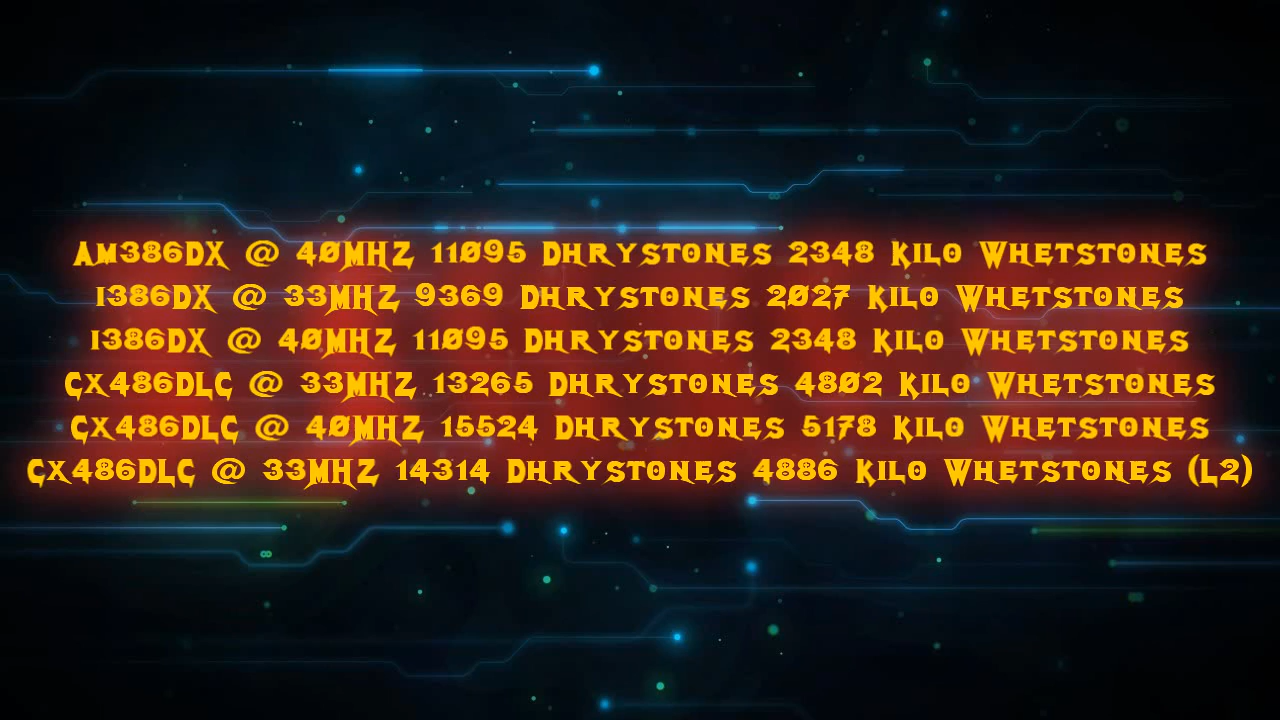 Am386DX @ 40MHz 11095 Dhrystones 2348 Kilo Whetstones
i386DX @ 33MHz 9369 Dhrystones 2027 Kilo Whetstones
i386DX @ 40MHz 11095 Dhrystones 2348 Kilo Whetstones
Cx486DLC @ 33MHz 13265 Dhrystones 4802 Kilo Whetstones
Cx486DLC @ 40MHz 15524 Dhrystones 5178 Kilo Whetstones
Cx486DLC @ 33MHz 14314 Dhrystones 4886 Kilo Whetstones (L2)